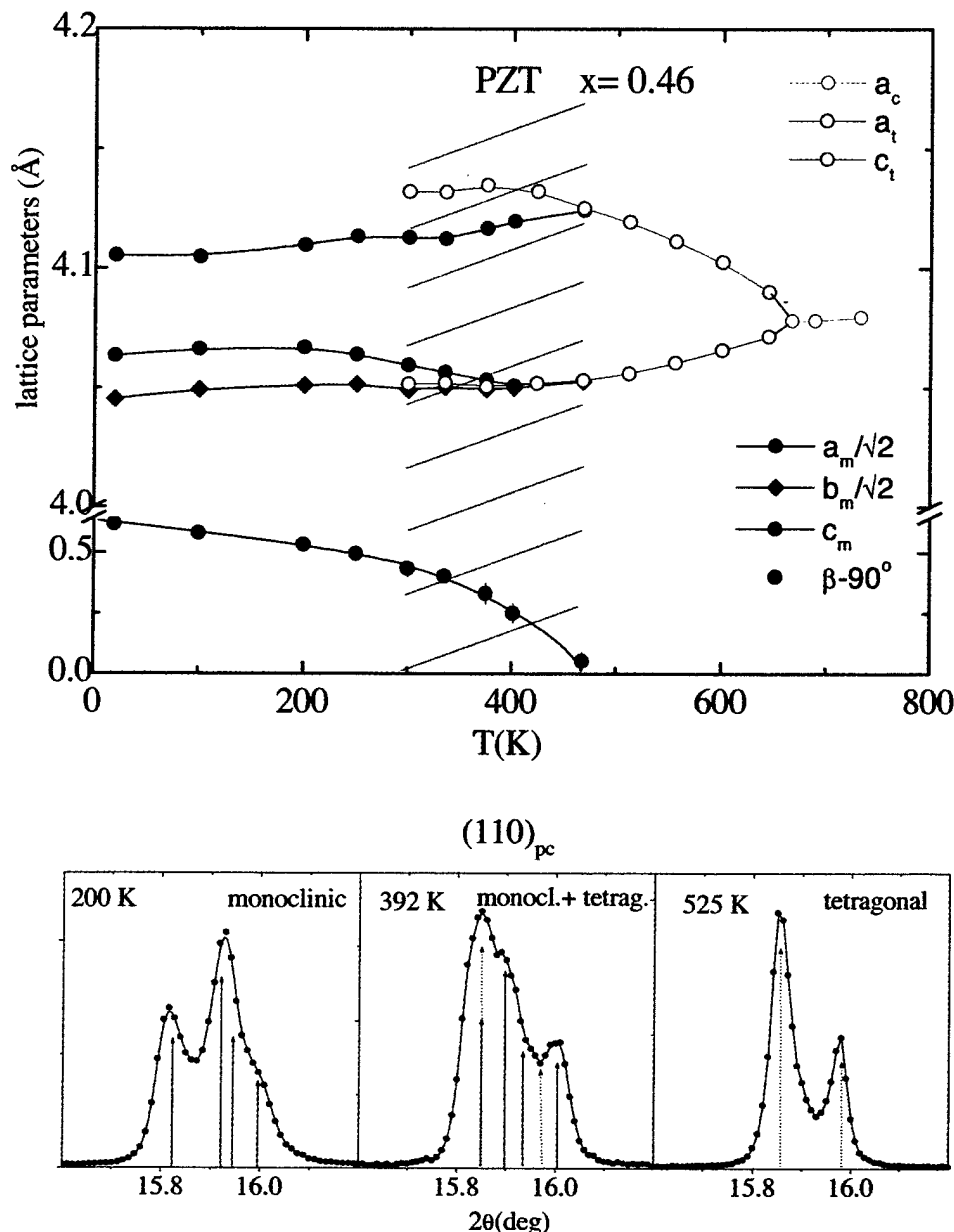 4.2
PZT x= 0.46
a_c
a_t
c_t
lattice parameters (Å)
4.1
4.0
a_m/√2
b_m/√2
c_m
β-90°
0.5
0.0
0 200 400 600 800
T(K)
(110)_pc
200 K monoclinic
392 K monocl.+ tetrag.
525 K tetragonal
15.8 16.0 15.8 16.0 15.8 16.0
2θ(deg)